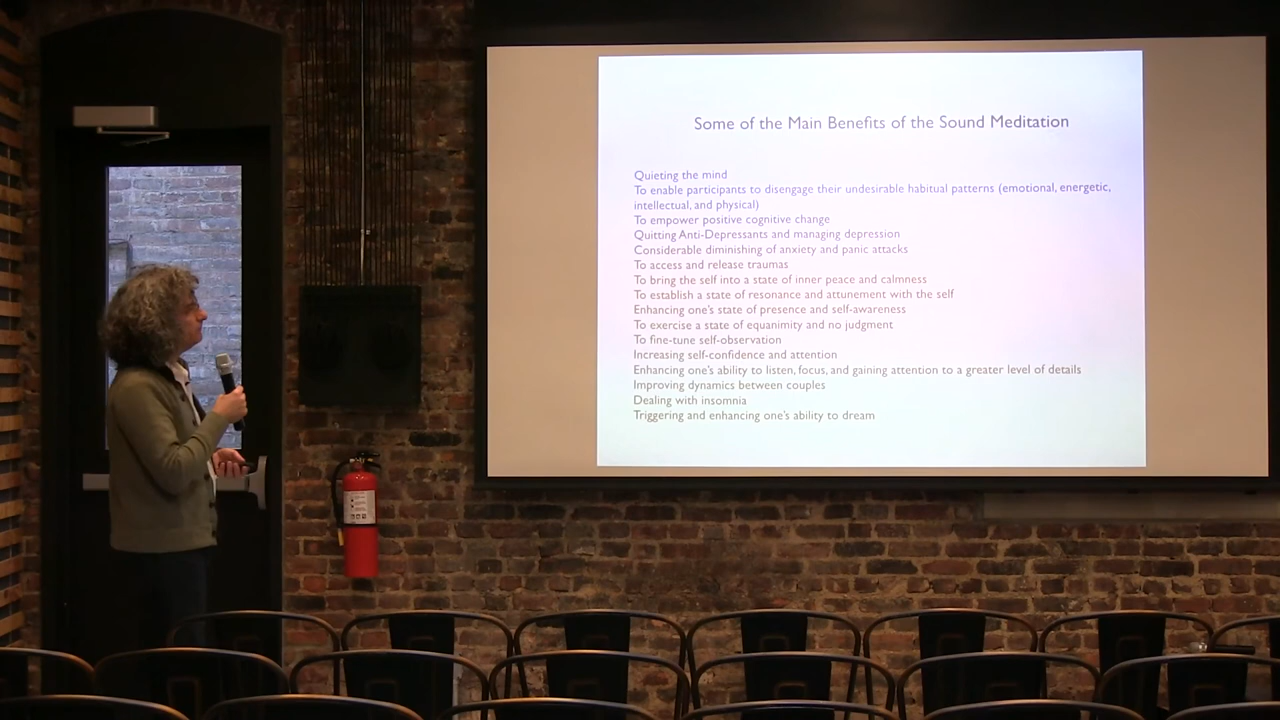 Some of the Main Benefits of the Sound Meditation
Quieting the mind
To enable participants to disengage their undesirable habitual patterns (emotional, energetic,
intellectual, and physical)
To empower positive cognitive change
Quitting Anti-Depressants and managing depression
Considerable diminishing of anxiety and panic attacks
To access and release traumas
To bring the self into a state of inner peace and calmness
To establish a state of resonance and attunement with the self
Enhancing one's state of presence and self-awareness
To exercise a state of equanimity and no judgment
To fine-tune self-observation
Increasing self-confidence and attention
Enhancing one's ability to listen, focus, and gaining attention to a greater level of details
Improving dynamics between couples
Dealing with insomnia
Triggering and enhancing one's ability to dream